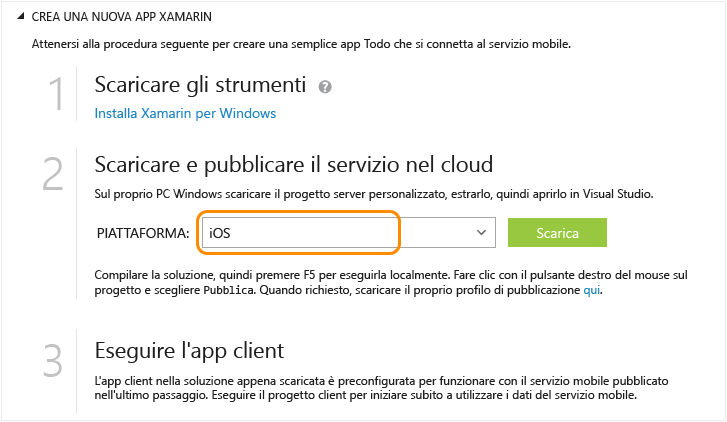 CREA UNA NUOVA APP XAMARIN
Attenersi alla procedura seguente per creare una semplice app Todo che si connetta al servizio mobile.
1
Scaricare gli strumenti ?
Installa Xamarin per Windows
2
Scaricare e pubblicare il servizio nel cloud
Sul proprio PC Windows scaricare il progetto server personalizzato, estrarlo, quindi aprirlo in Visual Studio.
PIATTAFORMA: iOS Scarica
Compilare la soluzione, quindi premere F5 per eseguirla localmente. Fare clic con il pulsante destro del mouse sul
progetto e scegliere Pubblica. Quando richiesto, scaricare il proprio profilo di pubblicazione qui.
3
Eseguire l'app client
L'app client nella soluzione appena scaricata è preconfigurata per funzionare con il servizio mobile pubblicato
nell'ultimo passaggio. Eseguire il progetto client per iniziare subito a utilizzare i dati del servizio mobile.